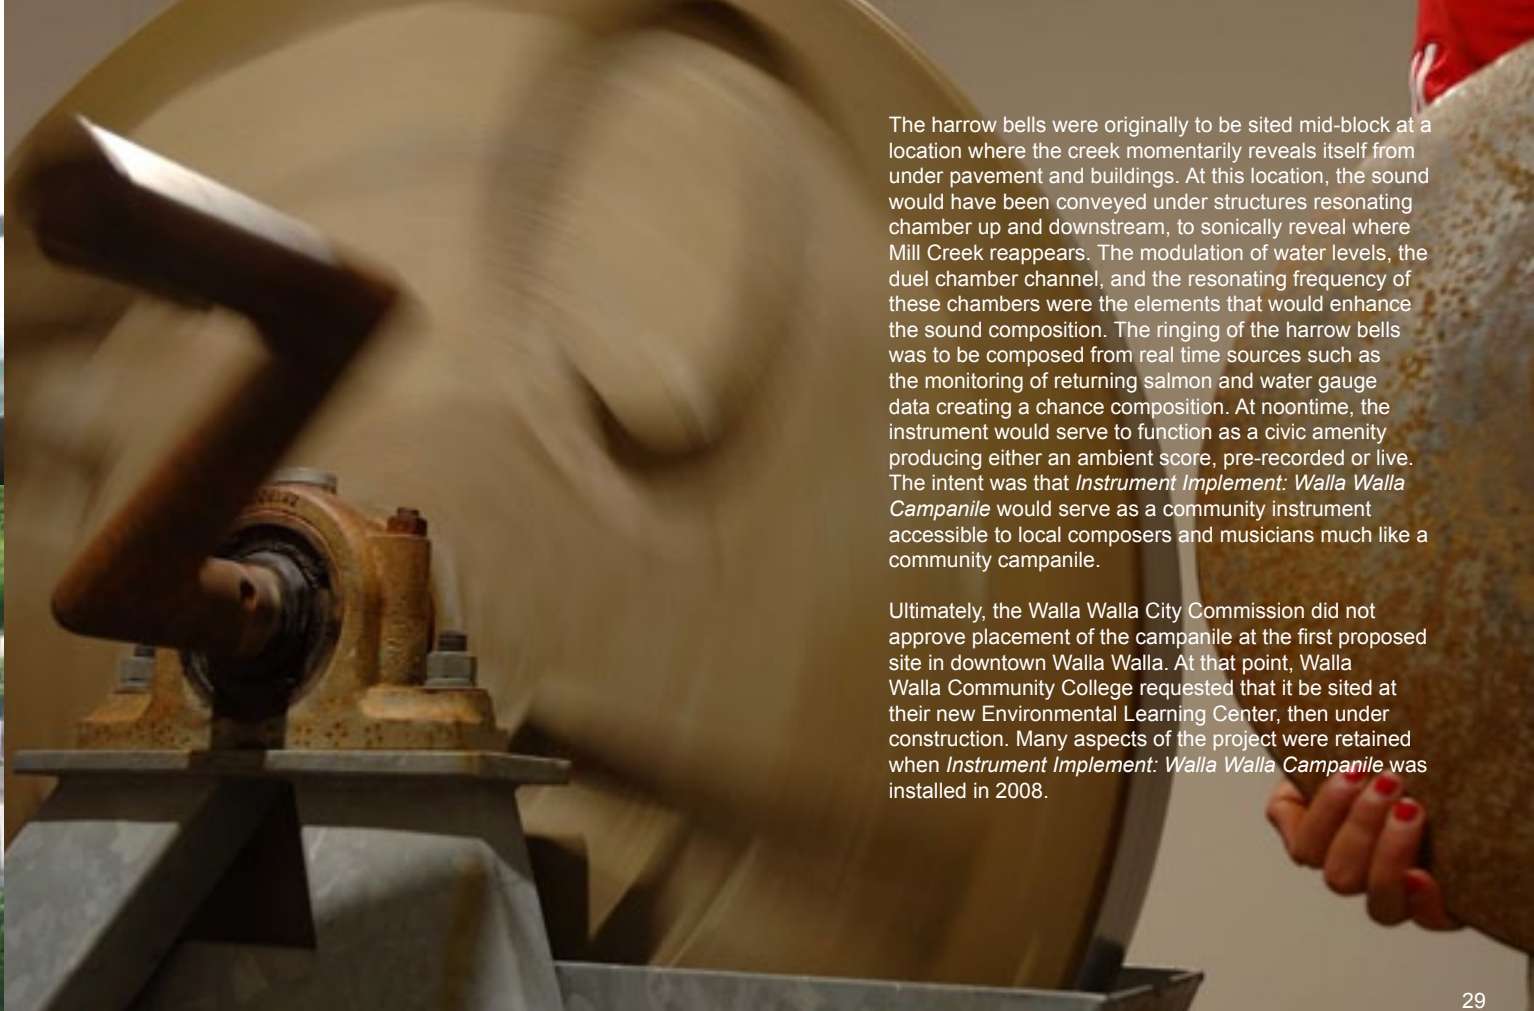 The harrow bells were originally to be sited mid-block at a
location where the creek momentarily reveals itself from
under pavement and buildings. At this location, the sound
would have been conveyed under structures resonating
chamber up and downstream, to sonically reveal where
Mill Creek reappears. The modulation of water levels, the
duel chamber channel, and the resonating frequency of
these chambers were the elements that would enhance
the sound composition. The ringing of the harrow bells
was to be composed from real time sources such as
the monitoring of returning salmon and water gauge
data creating a chance composition. At noontime, the
instrument would serve to function as a civic amenity
producing either an ambient score, pre-recorded or live.
The intent was that Instrument Implement: Walla Walla
Campanile would serve as a community instrument
accessible to local composers and musicians much like a
community campanile.
Ultimately, the Walla Walla City Commission did not
approve placement of the campanile at the first proposed
site in downtown Walla Walla. At that point, Walla
Walla Community College requested that it be sited at
their new Environmental Learning Center, then under
construction. Many aspects of the project were retained
when Instrument Implement: Walla Walla Campanile was
installed in 2008.
29